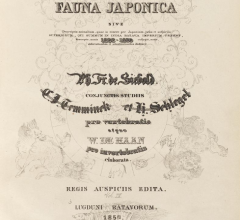 FAUNA JAPONICA
SIVE
Ph. Fr. de Siebold
CONJUNCTIS STUDIIS
C. J. Temminck et H. Schlegel
pro vertebratis
atque
W. DE HAAN
pro invertebratis
elaborata.
REGIS AUSPICIIS EDITA.
LUGDUNI BATAVORUM.
1850